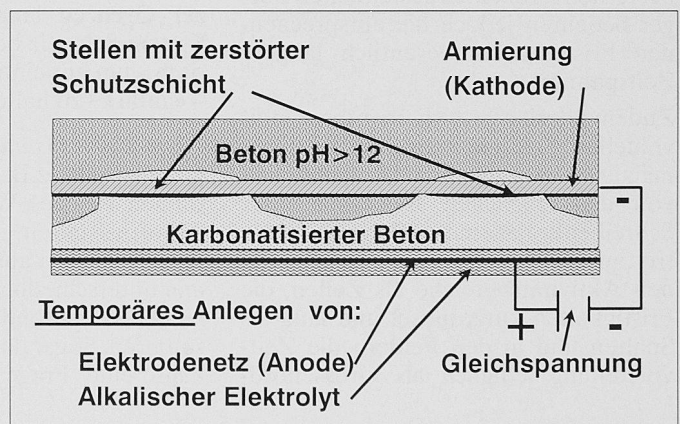 Stellen mit zerstörter
Schutzschicht
Armierung
(Kathode)
Beton pH>12
-
Karbonatisierter Beton
Temporäres Anlegen von:
+
-
Elektrodenetz (Anode)
Gleichspannung
Alkalischer Elektrolyt